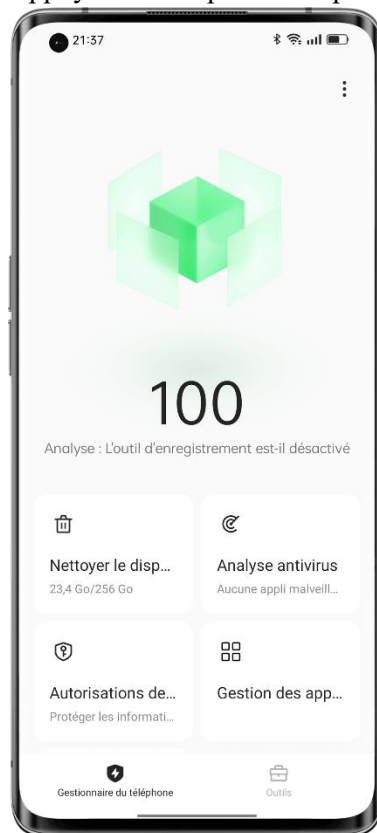 21:37
100
Analyse : L'outil d'enregistrement est-il désactivé
Nettoyer le disp...
23,4 Go/256 Go
Analyse antivirus
Aucune appli malveill...
Autorisations de...
Protéger les informati...
Gestion des app...
Gestionnaire du téléphone
Outils